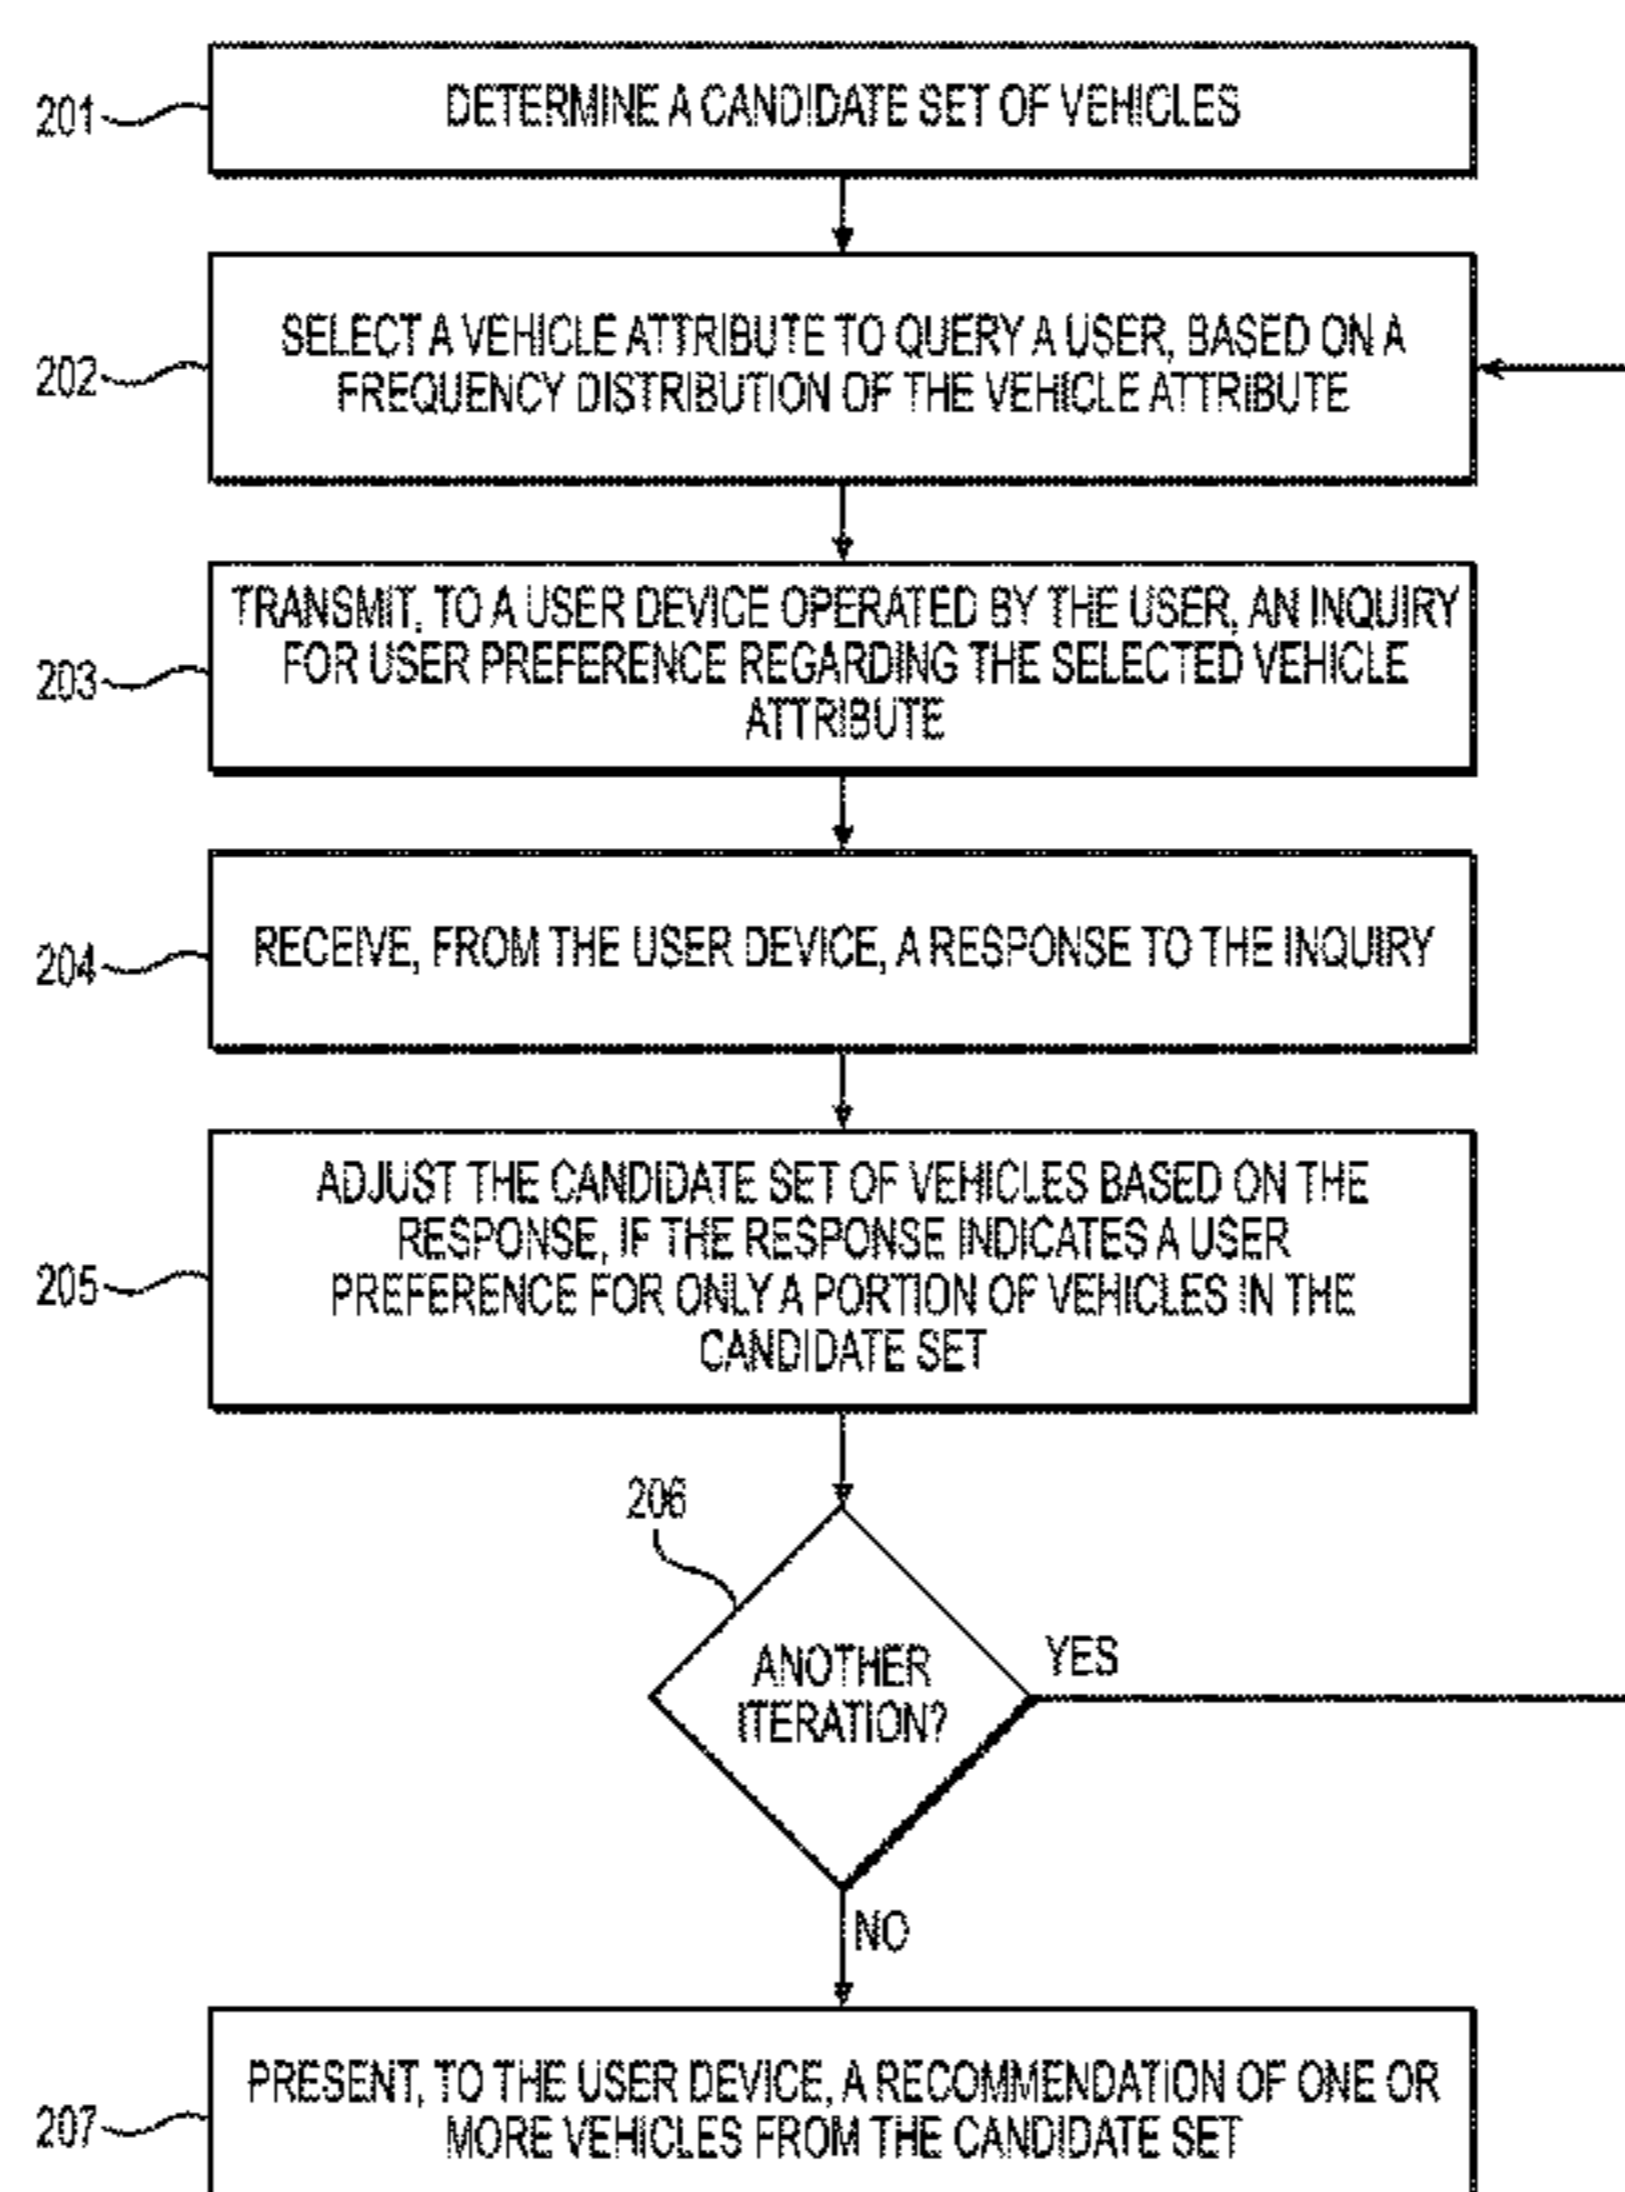 201
DETERMINE A CANDIDATE SET OF VEHICLES
202
SELECT A VEHICLE ATTRIBUTE TO QUERY A USER, BASED ON A
FREQUENCY DISTRIBUTION OF THE VEHICLE ATTRIBUTE
203
TRANSMIT, TO A USER DEVICE OPERATED BY THE USER, AN INQUIRY
FOR USER PREFERENCE REGARDING THE SELECTED VEHICLE
ATTRIBUTE
204
RECEIVE, FROM THE USER DEVICE, A RESPONSE TO THE INQUIRY
205
ADJUST THE CANDIDATE SET OF VEHICLES BASED ON THE
RESPONSE, IF THE RESPONSE INDICATES A USER
PREFERENCE FOR ONLY A PORTION OF VEHICLES IN THE
CANDIDATE SET
206
ANOTHER
ITERATION?
YES
NO
207
PRESENT, TO THE USER DEVICE, A RECOMMENDATION OF ONE OR
MORE VEHICLES FROM THE CANDIDATE SET